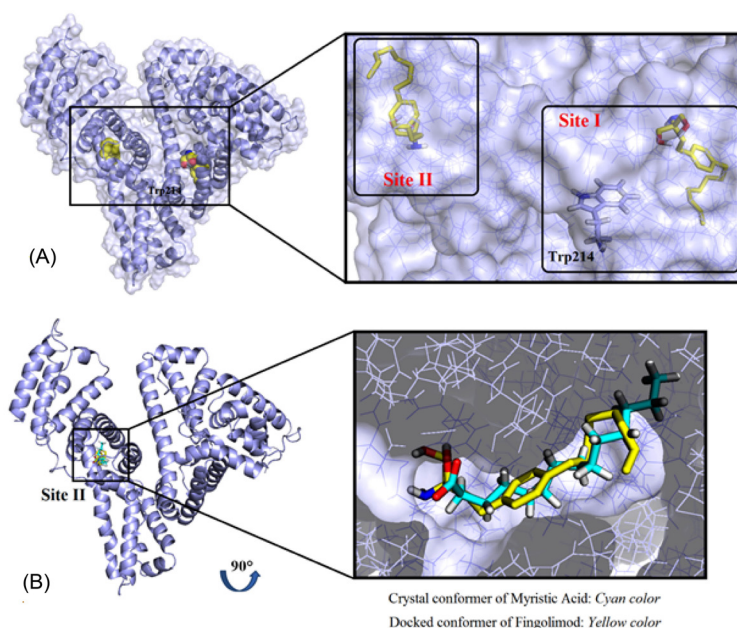 (A)
Trp214
Site II
Site I
Trp214
(B)
Site II
90°
Crystal conformer of Myristic Acid: Cyan color
Docked conformer of Fingolimod: Yellow color